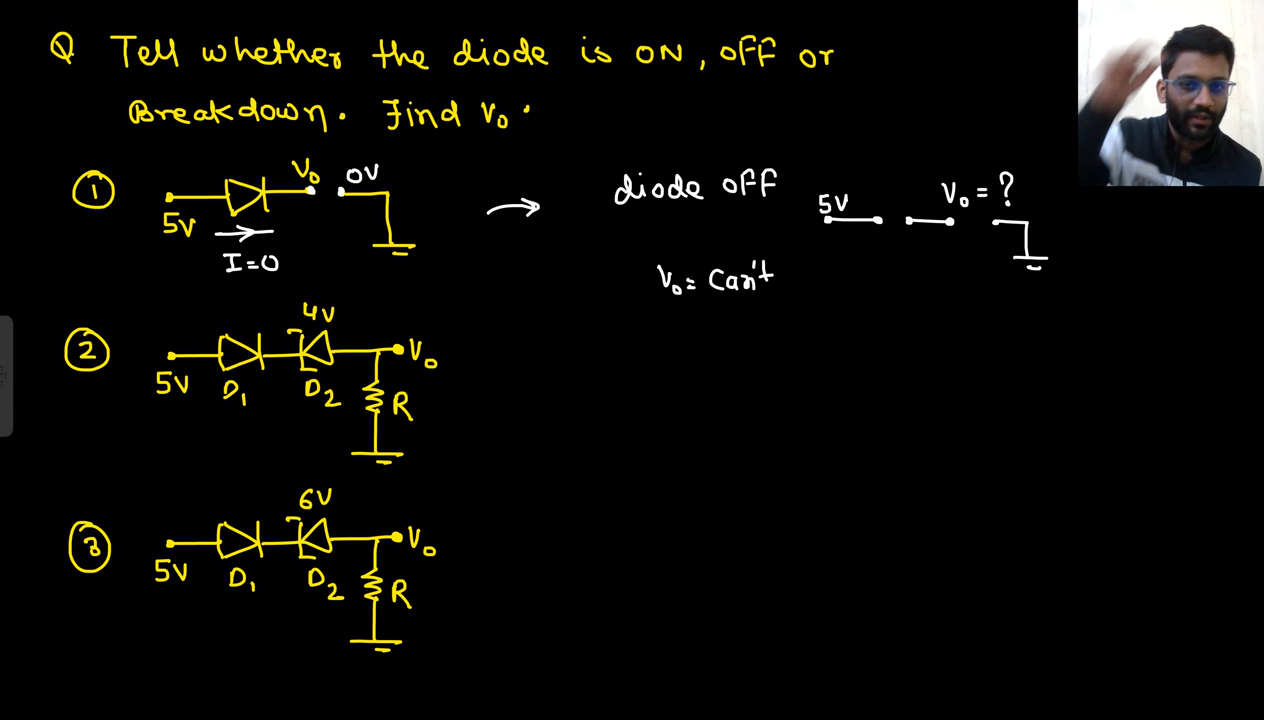 Q Tell whether the diode is ON, OFF or
Breakdown. Find V₀.
① V₀ 0V
5V
I=0
diode off
5V V₀ = ?
V₀ = Can't
② 4V
5V D₁ D₂ V₀
R
③ 6V
5V D₁ D₂ V₀
R